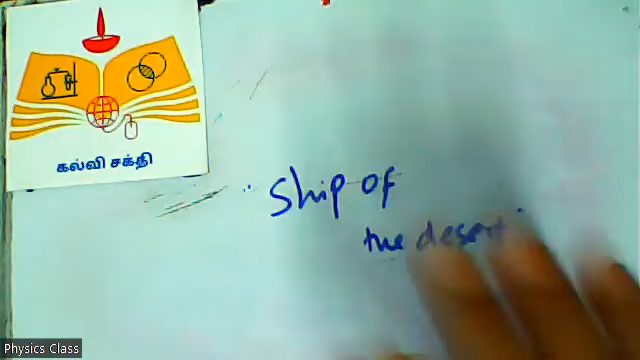 கல்வி சக்தி
Ship of
the desert
Physics Class